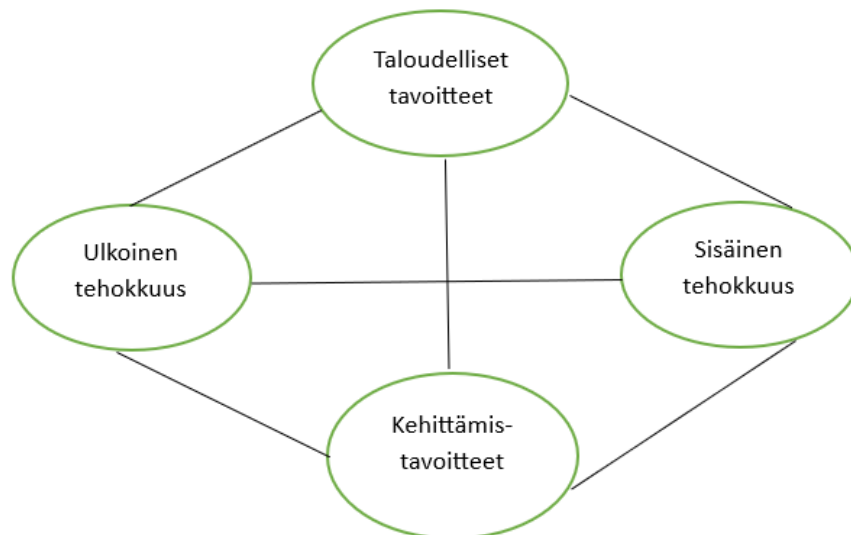 Taloudelliset
tavoitteet
Ulkoinen
tehokkuus
Sisäinen
tehokkuus
Kehittämis-
tavoitteet